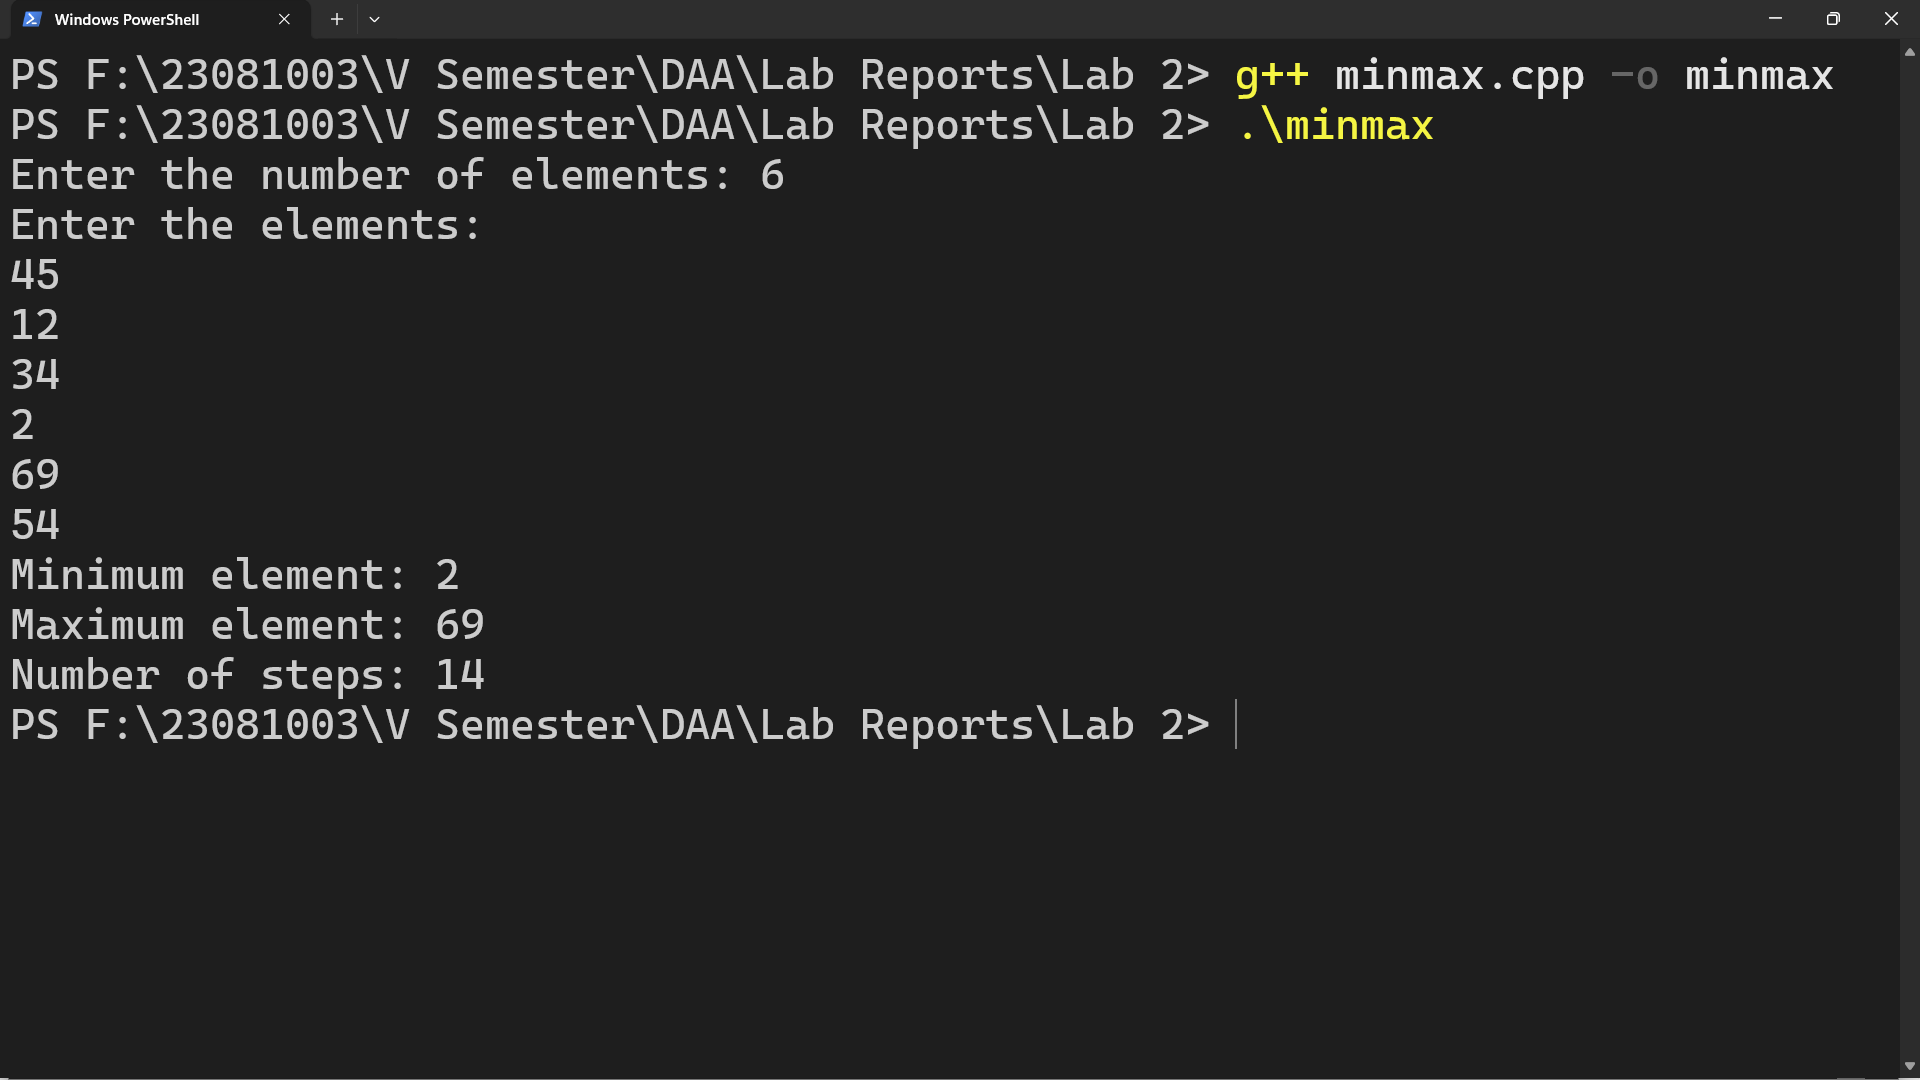 Windows PowerShell
PS F:\23081003\V Semester\DAA\Lab Reports\Lab 2> g++ minmax.cpp -o minmax
PS F:\23081003\V Semester\DAA\Lab Reports\Lab 2> .\minmax
Enter the number of elements: 6
Enter the elements:
45
12
34
2
69
54
Minimum element: 2
Maximum element: 69
Number of steps: 14
PS F:\23081003\V Semester\DAA\Lab Reports\Lab 2>